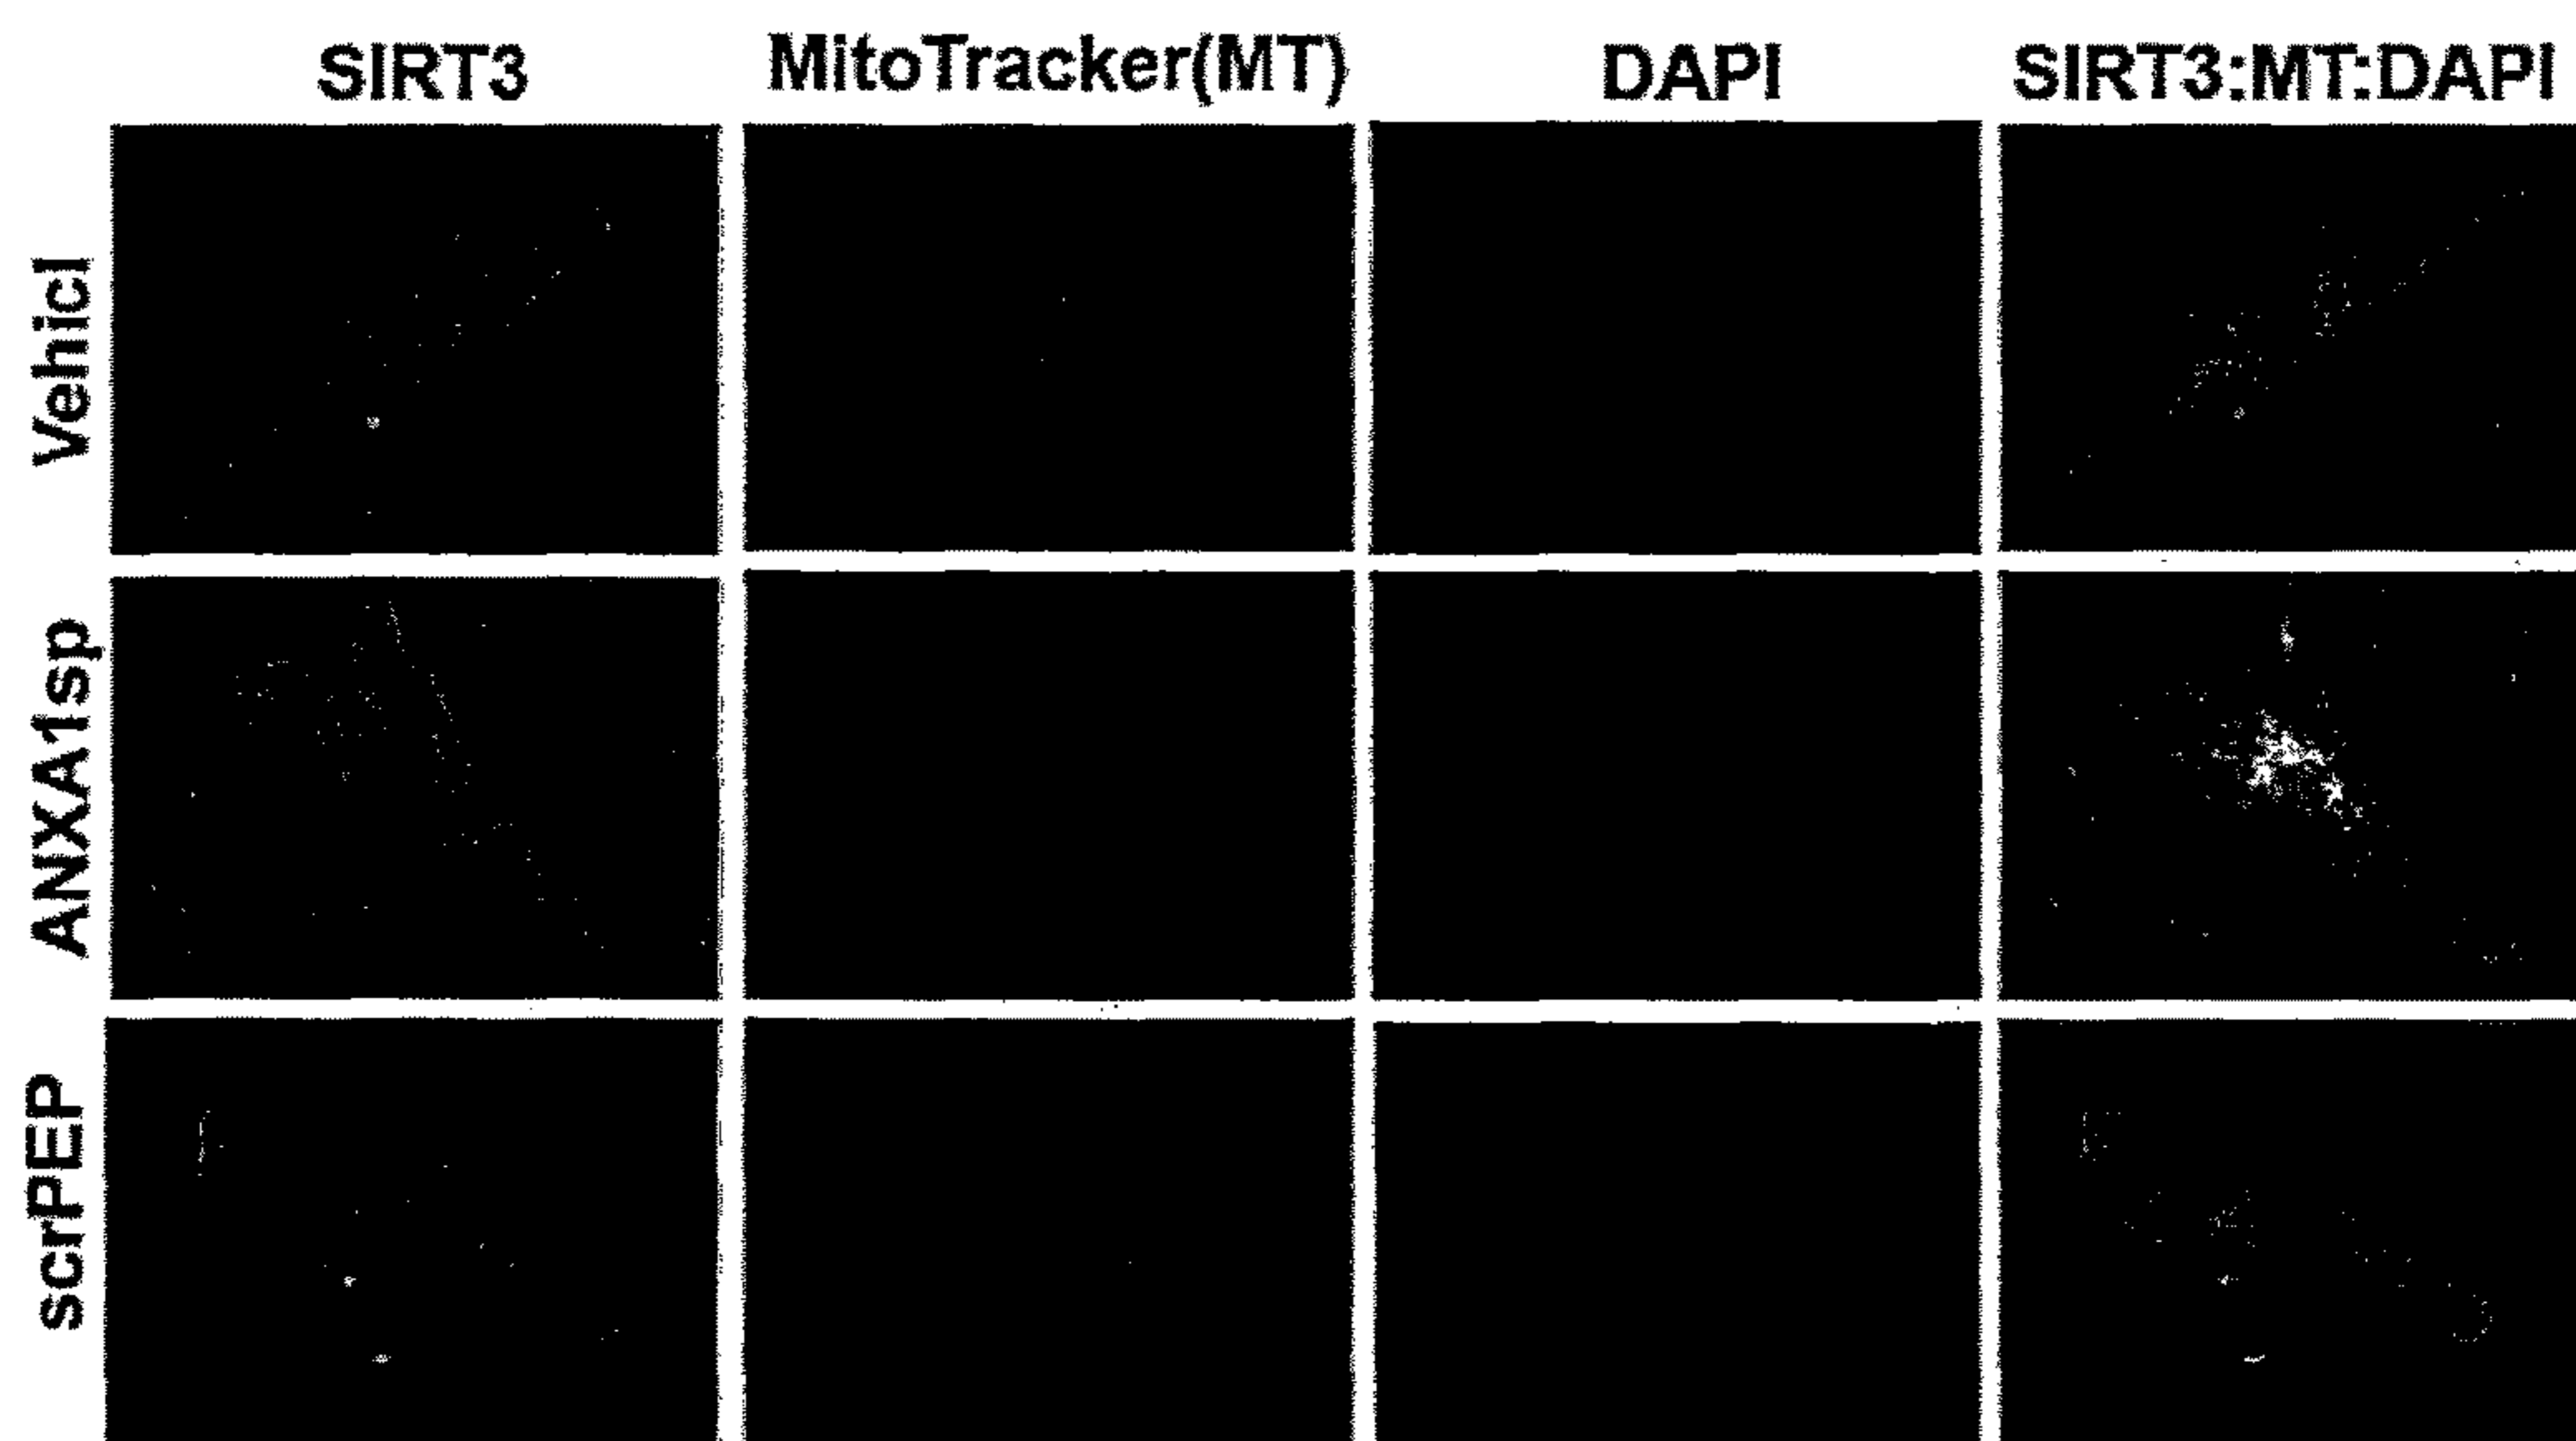 SIRT3 MitoTracker(MT) DAPI SIRT3:MT:DAPI
Vehicl
ANXA1sp
scrPEP